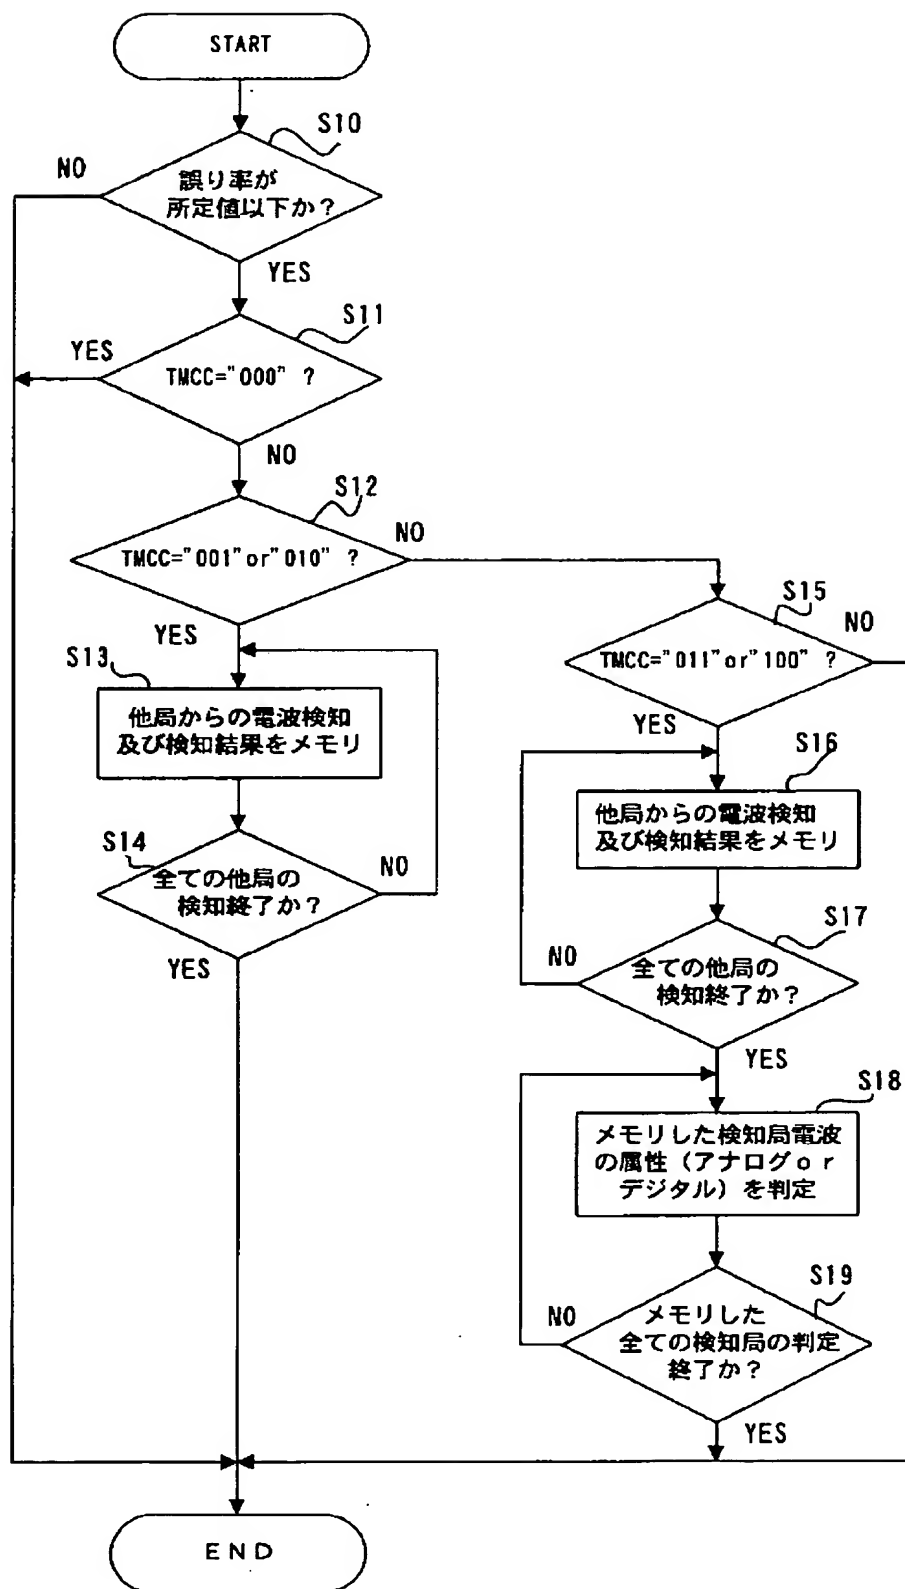 START
S10
NO
誤り率が
所定値以下か？
YES
S11
YES
TMCC="000" ？
NO
S12
NO
TMCC="001"or"010" ？
YES
S15
NO
TMCC="011"or"100" ？
YES
S13
他局からの電波検知
及び検知結果をメモリ
S14
NO
全ての他局の
検知終了か？
YES
S16
他局からの電波検知
及び検知結果をメモリ
S17
NO
全ての他局の
検知終了か？
YES
S18
メモリした検知局電波
の属性（アナログｏｒ
デジタル）を判定
S19
NO
メモリした
全ての検知局の判定
終了か？
YES
END